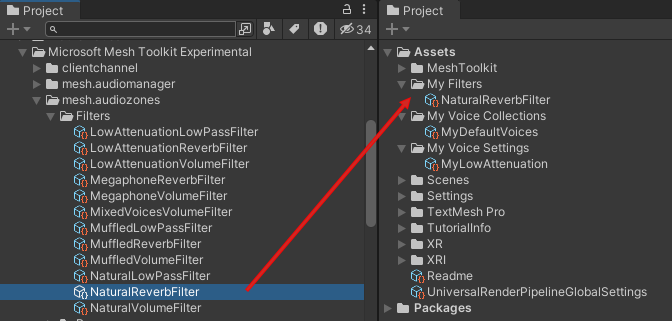 Project
34
Microsoft Mesh Toolkit Experimental
clientchannel
mesh.audiomanager
mesh.audiozones
Filters
LowAttenuationLowPassFilter
LowAttenuationReverbFilter
LowAttenuationVolumeFilter
MegaphoneReverbFilter
MegaphoneVolumeFilter
MixedVoicesVolumeFilter
MuffledLowPassFilter
MuffledReverbFilter
MuffledVolumeFilter
NaturalLowPassFilter
NaturalReverbFilter
NaturalVolumeFilter
Project
Assets
MeshToolkit
My Filters
NaturalReverbFilter
My Voice Collections
MyDefaultVoices
My Voice Settings
MyLowAttenuation
Scenes
Settings
TextMesh Pro
TutorialInfo
XR
XRI
Readme
UniversalRenderPipelineGlobalSettings
Packages